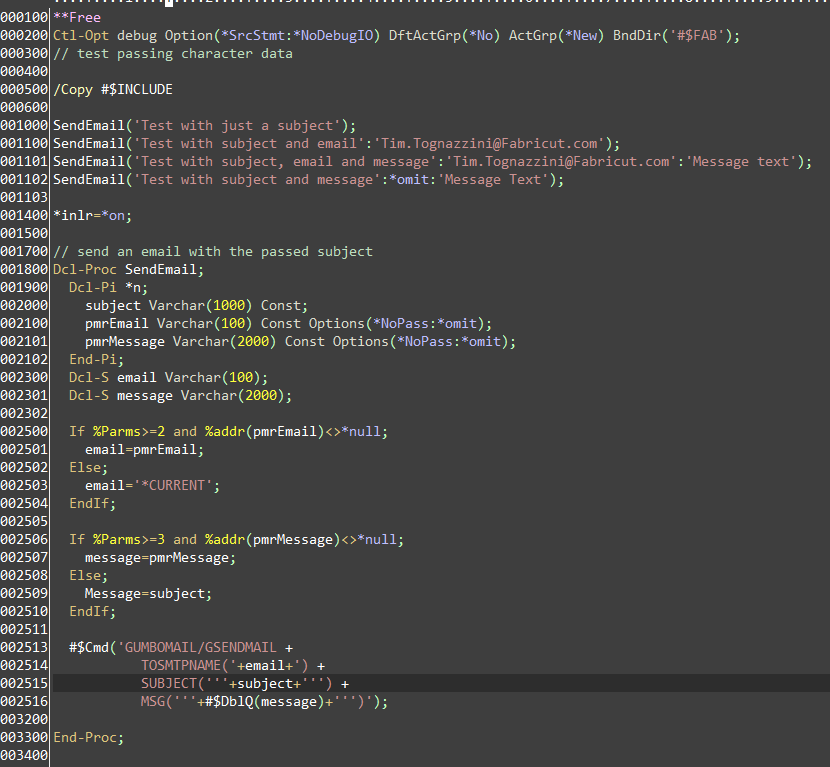 000100 **Free
000200 Ctl-Opt debug Option(*SrcStmt:*NoDebugIO) DftActGrp(*No) ActGrp(*New) BndDir('#$FAB');
000300 // test passing character data
000400
000500 /Copy #$INCLUDE
000600
001000 SendEmail('Test with just a subject');
001100 SendEmail('Test with subject and email':'Tim.Tognazzini@Fabricut.com');
001101 SendEmail('Test with subject, email and message':'Tim.Tognazzini@Fabricut.com':'Message text');
001102 SendEmail('Test with subject and message':*omit:'Message Text');
001103
001400 *inlr=*on;
001500
001700 // send an email with the passed subject
001800 Dcl-Proc SendEmail;
001900   Dcl-Pi *n;
002000     subject Varchar(1000) Const;
002100     pmrEmail Varchar(100) Const Options(*NoPass:*omit);
002101     pmrMessage Varchar(2000) Const Options(*NoPass:*omit);
002102   End-Pi;
002300   Dcl-S email Varchar(100);
002301   Dcl-S message Varchar(2000);
002302
002500   If %Parms>=2 and %addr(pmrEmail)<>*null;
002501     email=pmrEmail;
002502   Else;
002503     email='*CURRENT';
002504   EndIf;
002505
002506   If %Parms>=3 and %addr(pmrMessage)<>*null;
002507     message=pmrMessage;
002508   Else;
002509     Message=subject;
002510   EndIf;
002511
002513   #$Cmd('GUMBOMAIL/GSENDMAIL +
002514            TOSMTPNAME('+email+') +
002515            SUBJECT('''+subject+''') +
002516            MSG('''+#$DblQ(message)+''')');
003200
003300 End-Proc;
003400